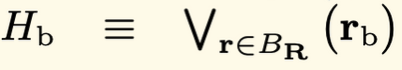 H_b ≡ ⋁_{r∈B_R} (r_b)